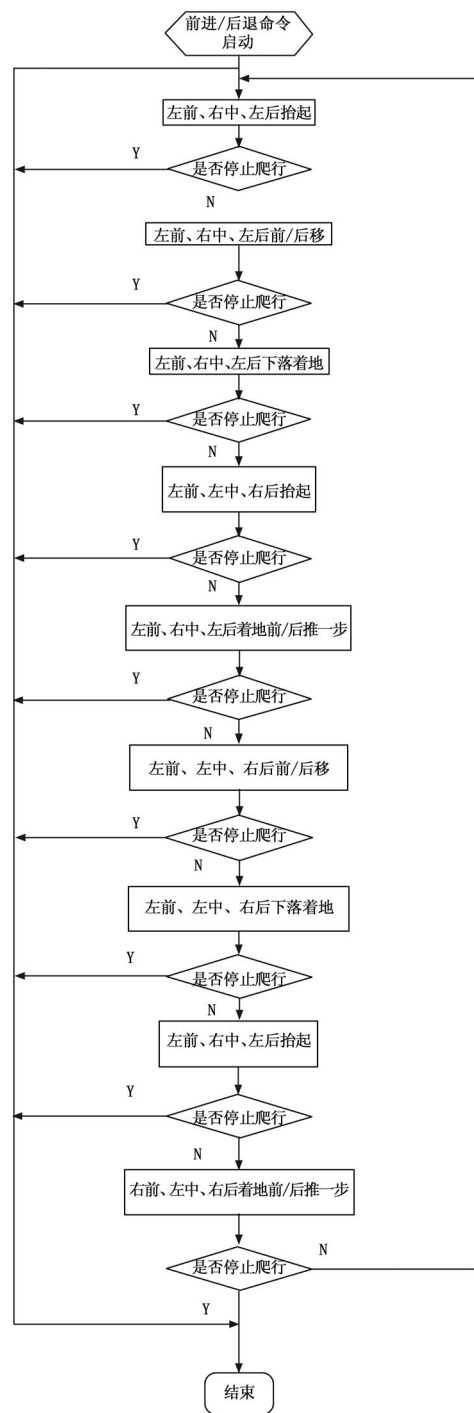 前进/后退命令
启动
左前、右中、左后抬起
Y
是否停止爬行
N
左前、右中、左后前/后移
Y
是否停止爬行
N
左前、右中、左后下落着地
Y
是否停止爬行
N
左前、左中、右后抬起
Y
是否停止爬行
N
左前、右中、左后着地前/后推一步
Y
是否停止爬行
N
左前、左中、右后前/后移
Y
是否停止爬行
N
左前、左中、右后下落着地
Y
是否停止爬行
N
左前、右中、左后抬起
Y
是否停止爬行
N
右前、左中、右后着地前/后推一步
是否停止爬行
N
Y
结束